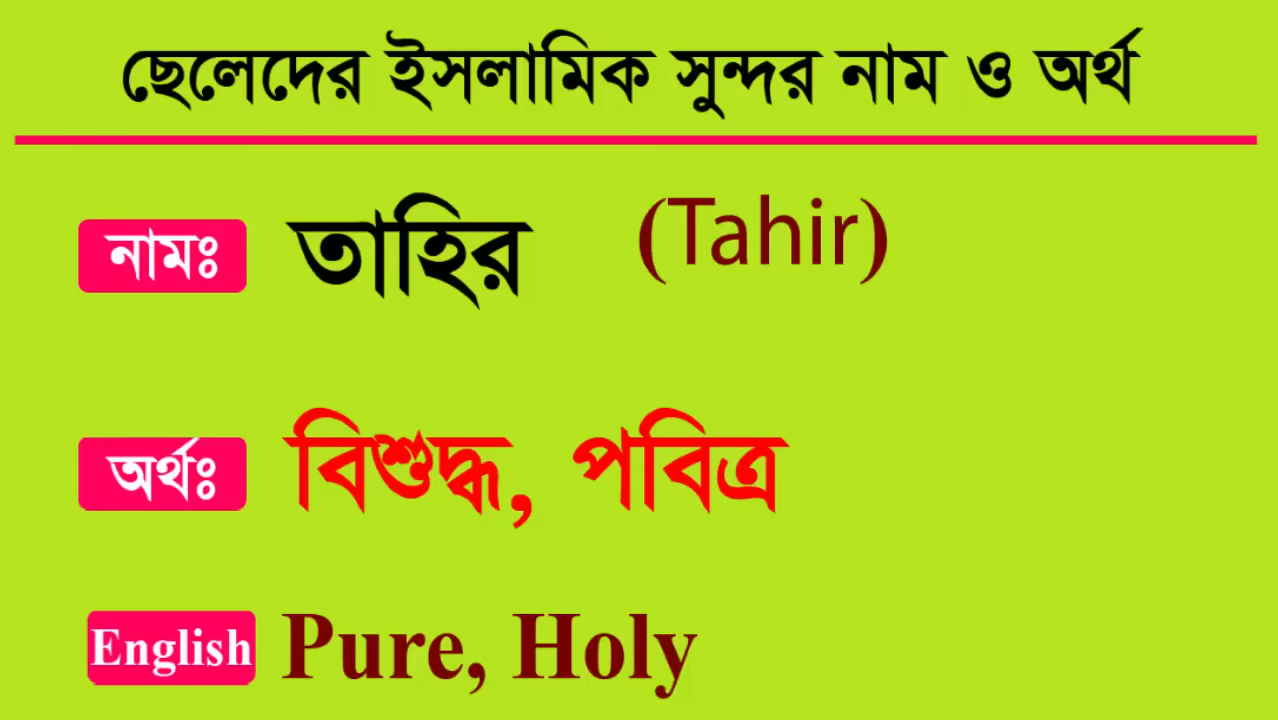 ছেলেদের ইসলামিক সুন্দর নাম ও অর্থ
নামঃ তাহির (Tahir)
অর্থঃ বিশুদ্ধ, পবিত্র
English Pure, Holy